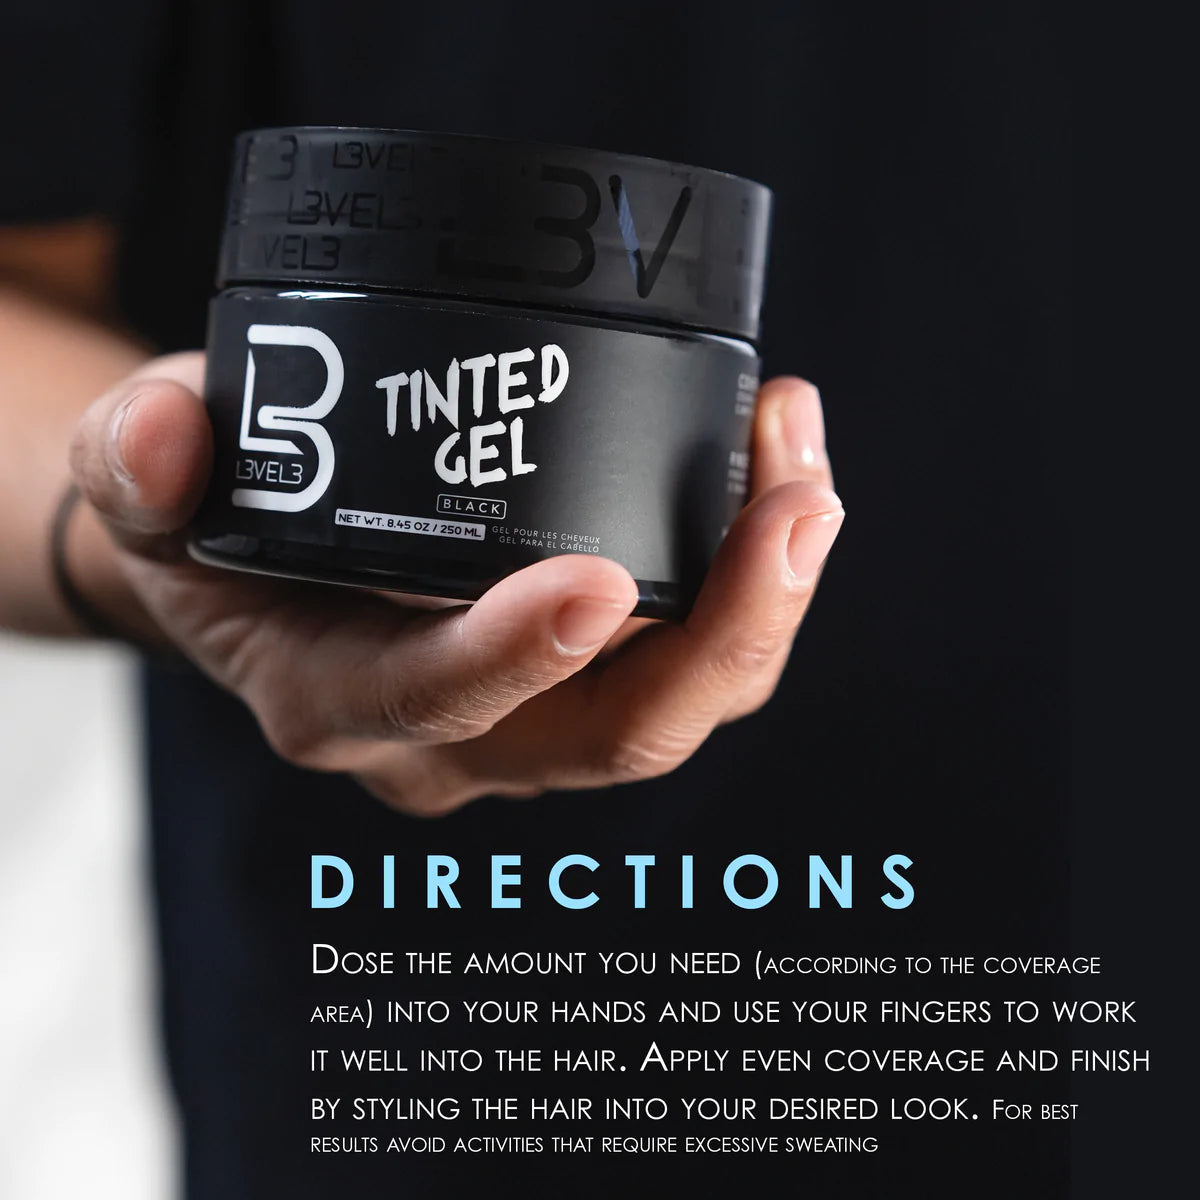 L3VEL3
L3VEL3
L3V
TINTED
GEL
L3VEL3
BLACK
NET WT. 8.45 OZ / 250 ML
GEL POUR LES CHEVEUX
GEL PARA EL CABELLO
DIRECTIONS
DOSE THE AMOUNT YOU NEED (ACCORDING TO THE COVERAGE
AREA) INTO YOUR HANDS AND USE YOUR FINGERS TO WORK
IT WELL INTO THE HAIR. APPLY EVEN COVERAGE AND FINISH
BY STYLING THE HAIR INTO YOUR DESIRED LOOK. FOR BEST
RESULTS AVOID ACTIVITIES THAT REQUIRE EXCESSIVE SWEATING